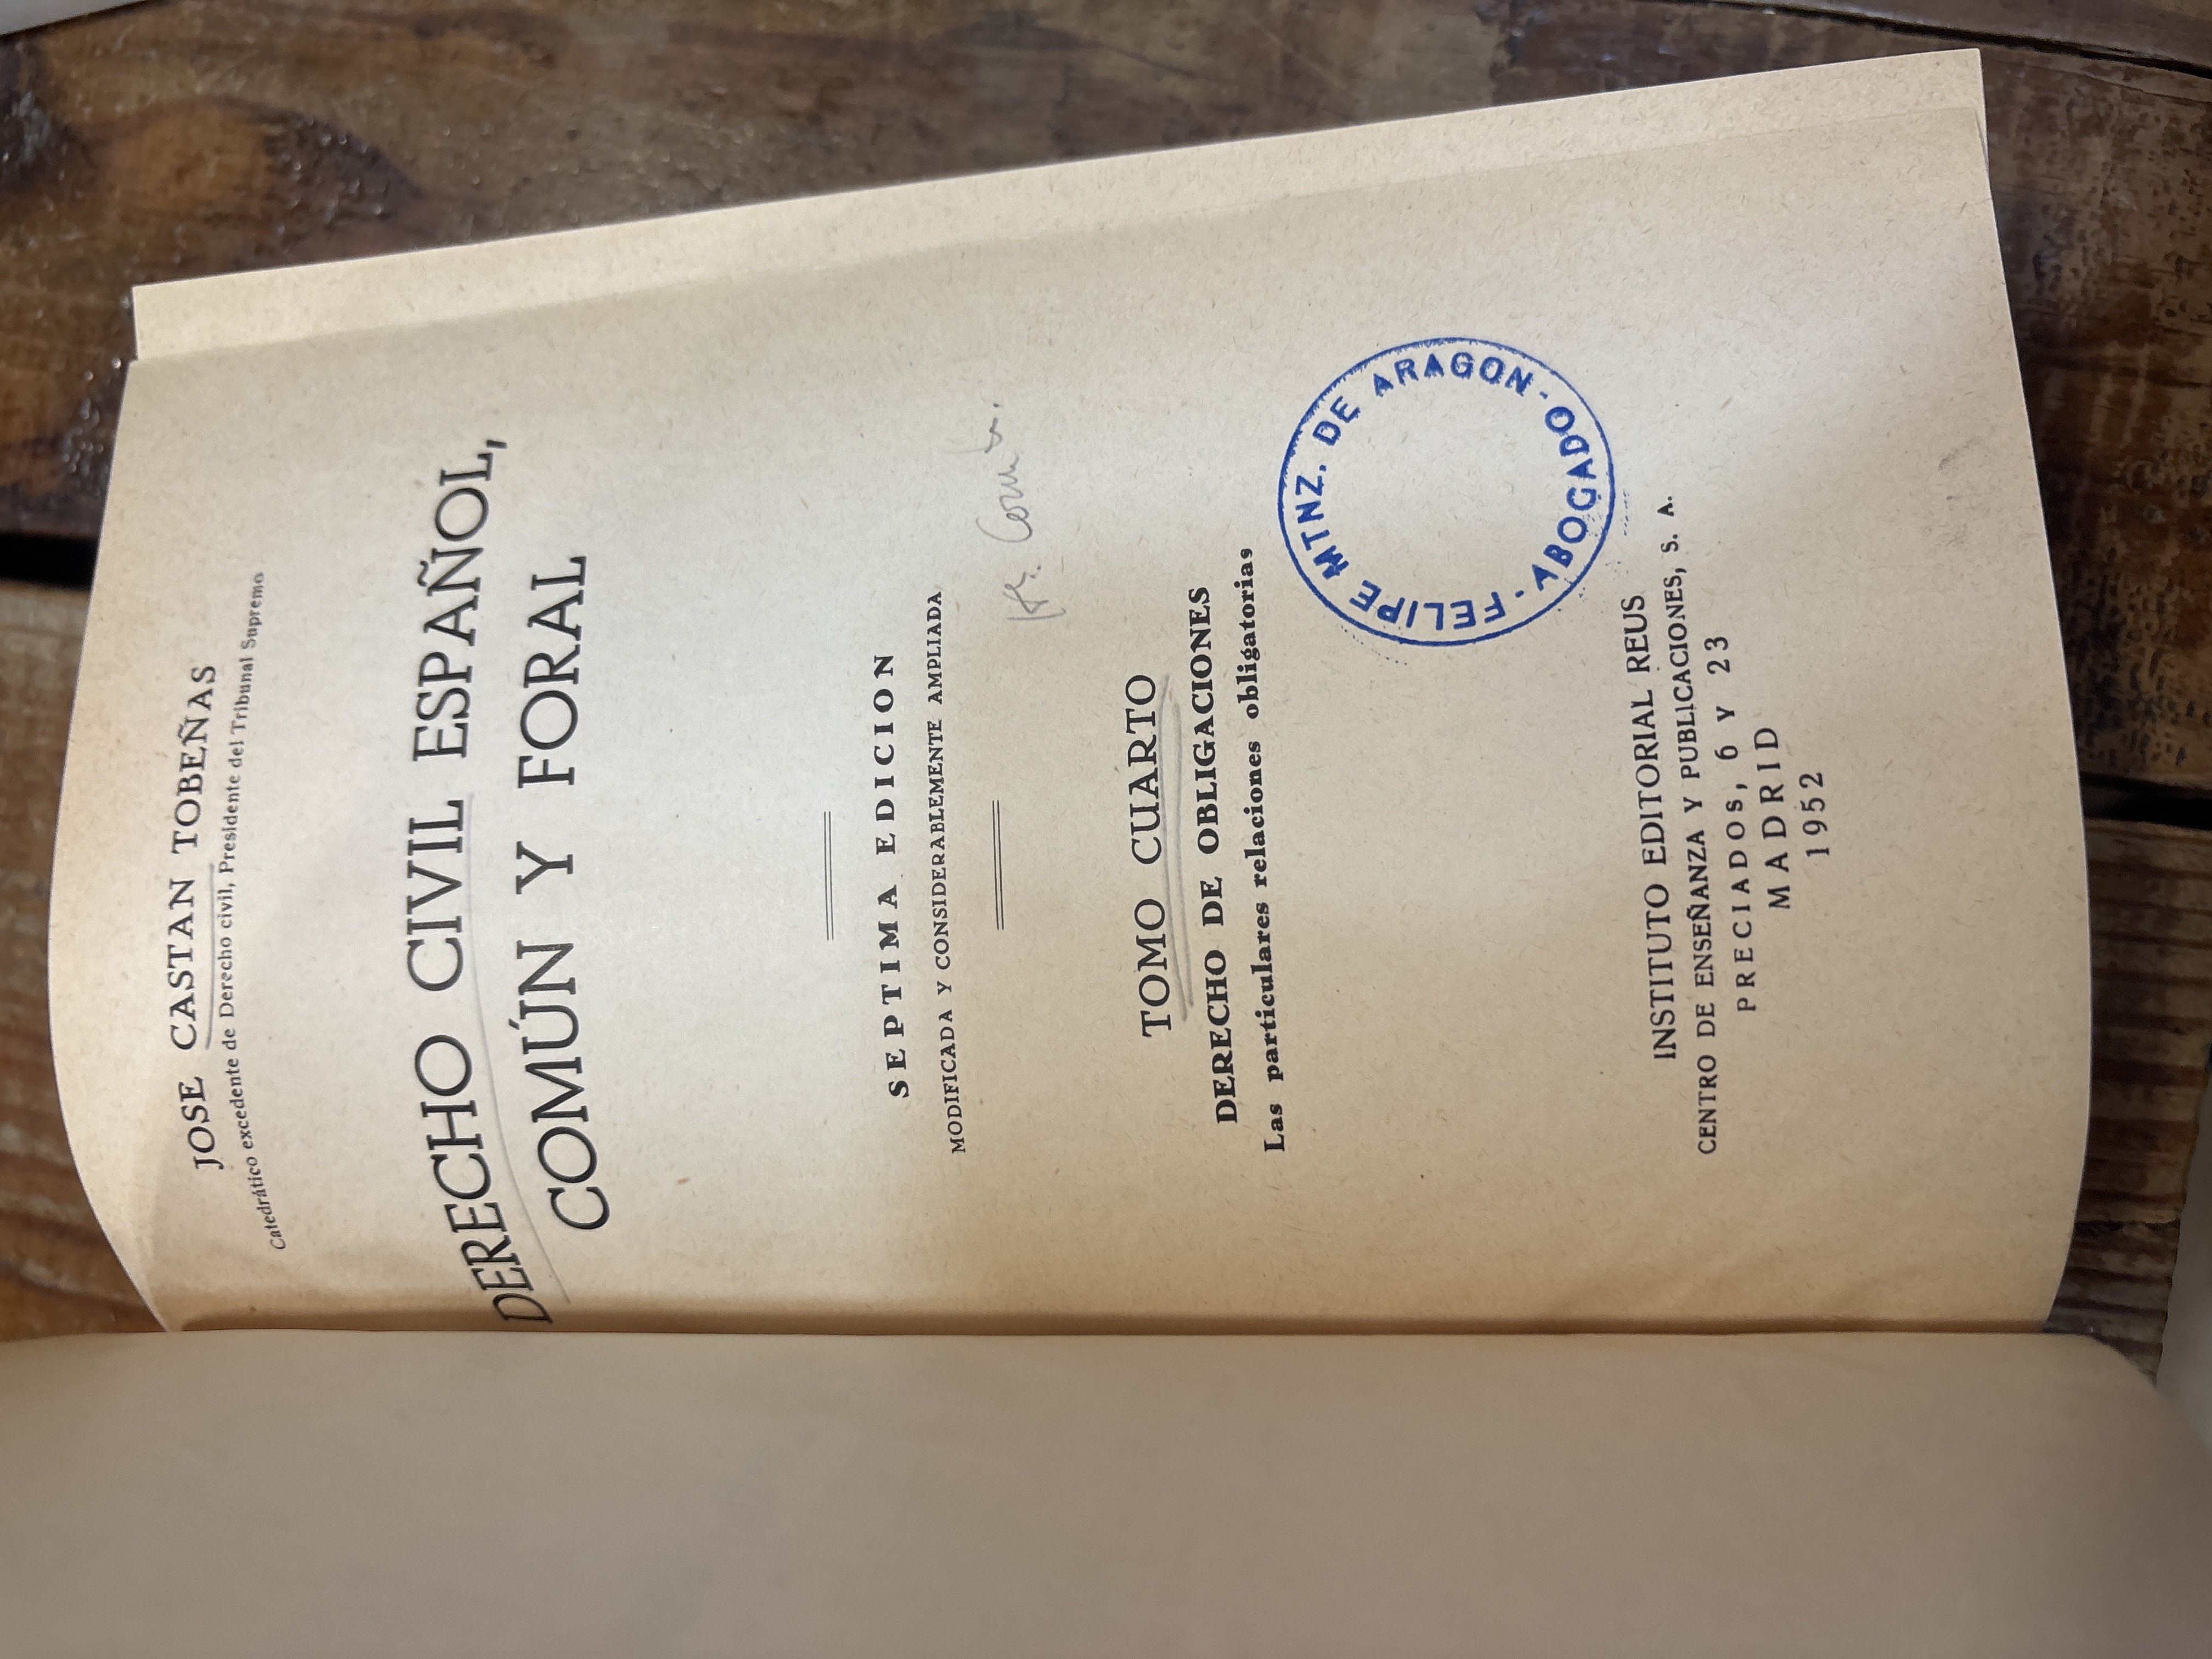 JOSE CASTAN TOBEÑAS
Catedrático excedente de Derecho civil, Presidente del Tribunal Supremo
DERECHO CIVIL ESPAÑOL,
COMÚN Y FORAL
SEPTIMA EDICION
MODIFICADA Y CONSIDERABLEMENTE AMPLIADA
TOMO CUARTO
DERECHO DE OBLIGACIONES
Las particulares relaciones obligatorias
FELIPE MTNZ. DE ARAGON - ABOGADO -
INSTITUTO EDITORIAL REUS
CENTRO DE ENSEÑANZA Y PUBLICACIONES, S. A.
PRECIADOS, 6 Y 23
MADRID
1952